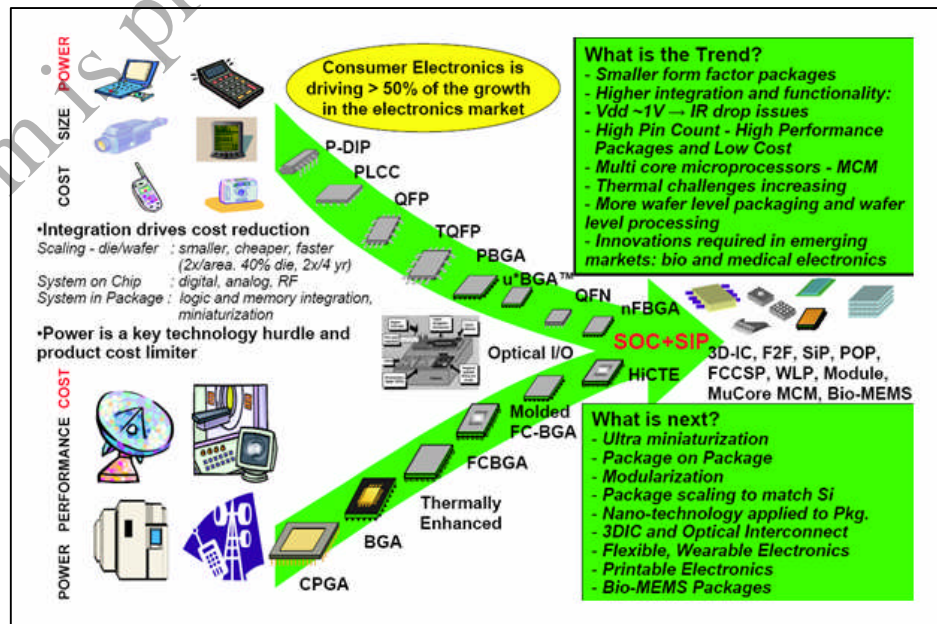 m is p
POWER
SIZE
COST
Consumer Electronics is
driving > 50% of the growth
in the electronics market
What is the Trend?
- Smaller form factor packages
- Higher integration and functionality:
- Vdd ~1V → IR drop issues
- High Pin Count - High Performance
Packages and Low Cost
- Multi core microprocessors - MCM
- Thermal challenges increasing
- More wafer level packaging and wafer
level processing
- Innovations required in emerging
markets: bio and medical electronics
P-DIP
PLCC
QFP
TQFP
PBGA
u*BGA™
QFN
nFBGA
•Integration drives cost reduction
Scaling - die/wafer : smaller, cheaper, faster
(2x/area. 40% die, 2x/4 yr)
System on Chip : digital, analog, RF
System in Package : logic and memory integration,
miniaturization
•Power is a key technology hurdle and
product cost limiter
Optical I/O
SOC+SIP
3D-IC, F2F, SiP, POP,
FCCSP, WLP, Module,
MuCore MCM, Bio-MEMS
HiCTE
Molded
FC-BGA
FCBGA
Thermally
Enhanced
BGA
CPGA
COST
PERFORMANCE
POWER
What is next?
- Ultra miniaturization
- Package on Package
- Modularization
- Package scaling to match Si
- Nano-technology applied to Pkg.
- 3DIC and Optical Interconnect
- Flexible, Wearable Electronics
- Printable Electronics
- Bio-MEMS Packages